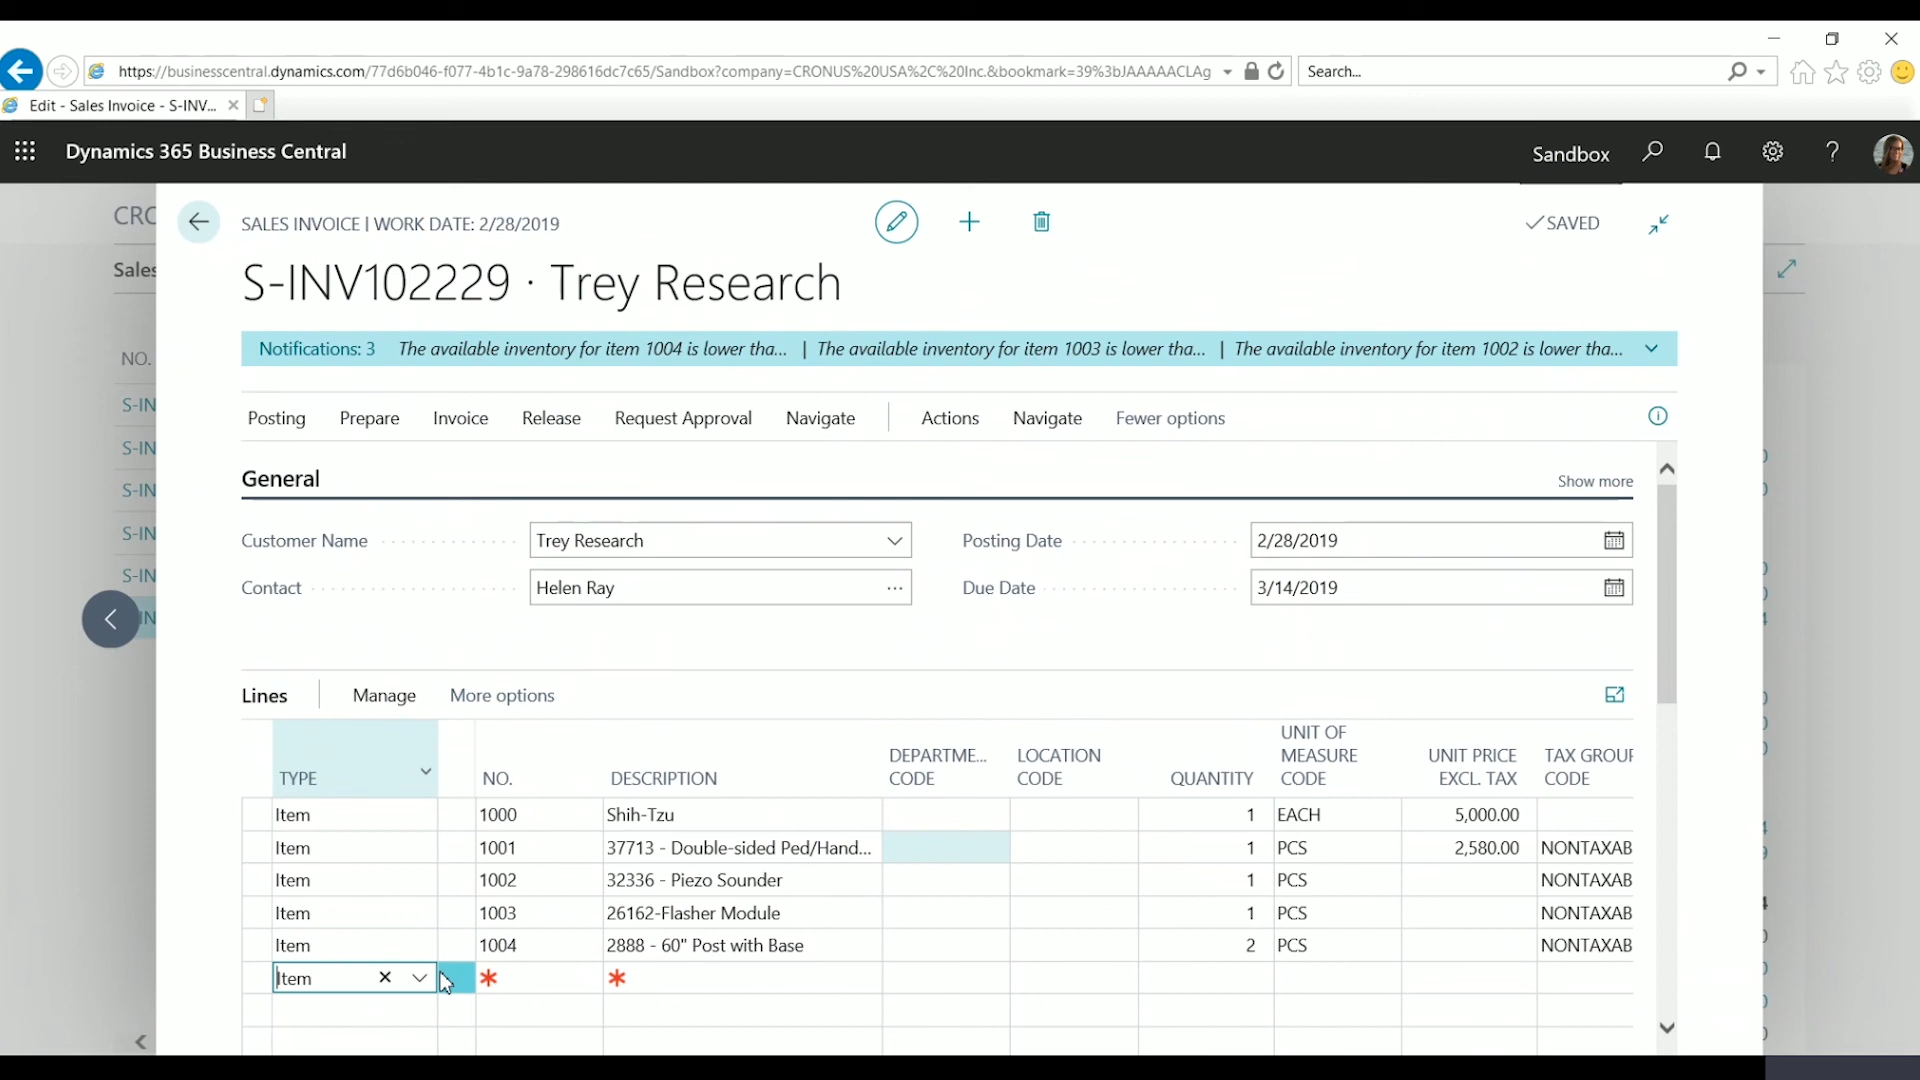 https://businesscentral.dynamics.com/77d6b046-f077-4b1c-9a78-298616dc7c65/Sandbox?company=CRONUS%20USA%2C%20Inc.&bookmark=39%3bJAAAAACLAg
Search...
Edit - Sales Invoice - S-INV...
Dynamics 365 Business Central
Sandbox
?
CRO
SALES INVOICE | WORK DATE: 2/28/2019
SAVED
Sales
S-INV102229 · Trey Research
Notifications: 3 The available inventory for item 1004 is lower tha... | The available inventory for item 1003 is lower tha... | The available inventory for item 1002 is lower tha...
NO.
S-IN
S-IN
S-IN
S-IN
S-IN
IN
Posting Prepare Invoice Release Request Approval Navigate Actions Navigate Fewer options
General Show more
Customer Name Trey Research Posting Date 2/28/2019
Contact Helen Ray Due Date 3/14/2019
Lines Manage More options
TYPE NO. DESCRIPTION DEPARTME... CODE LOCATION CODE QUANTITY UNIT OF MEASURE CODE UNIT PRICE EXCL. TAX TAX GROUP CODE
Item 1000 Shih-Tzu 1 EACH 5,000.00
Item 1001 37713 - Double-sided Ped/Hand... 1 PCS 2,580.00 NONTAXAB
Item 1002 32336 - Piezo Sounder 1 PCS NONTAXAB
Item 1003 26162-Flasher Module 1 PCS NONTAXAB
Item 1004 2888 - 60" Post with Base 2 PCS NONTAXAB
Item * *